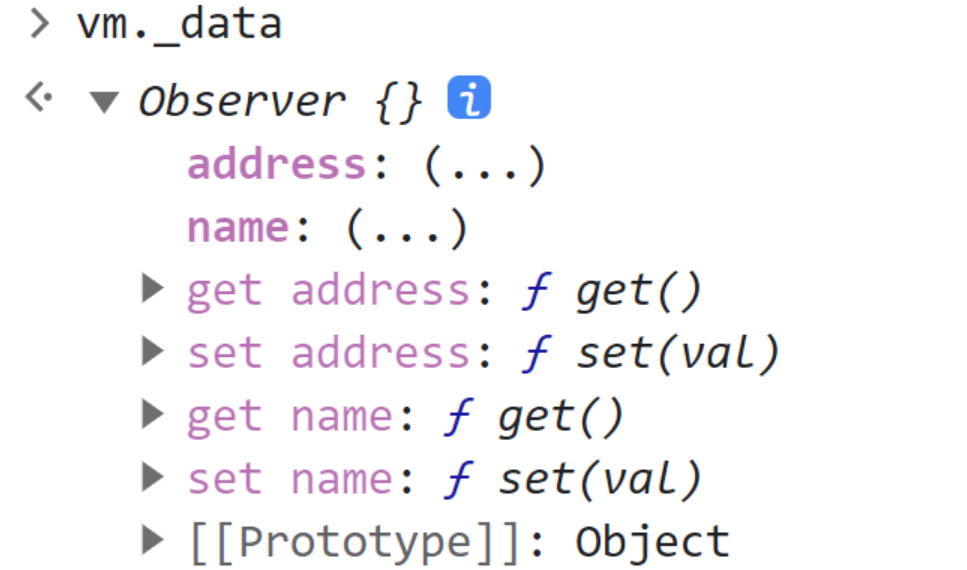 > vm._data
<· ▼ Observer {} i
address: (...)
name: (...)
▶ get address: ƒ get()
▶ set address: ƒ set(val)
▶ get name: ƒ get()
▶ set name: ƒ set(val)
▶ [[Prototype]]: Object